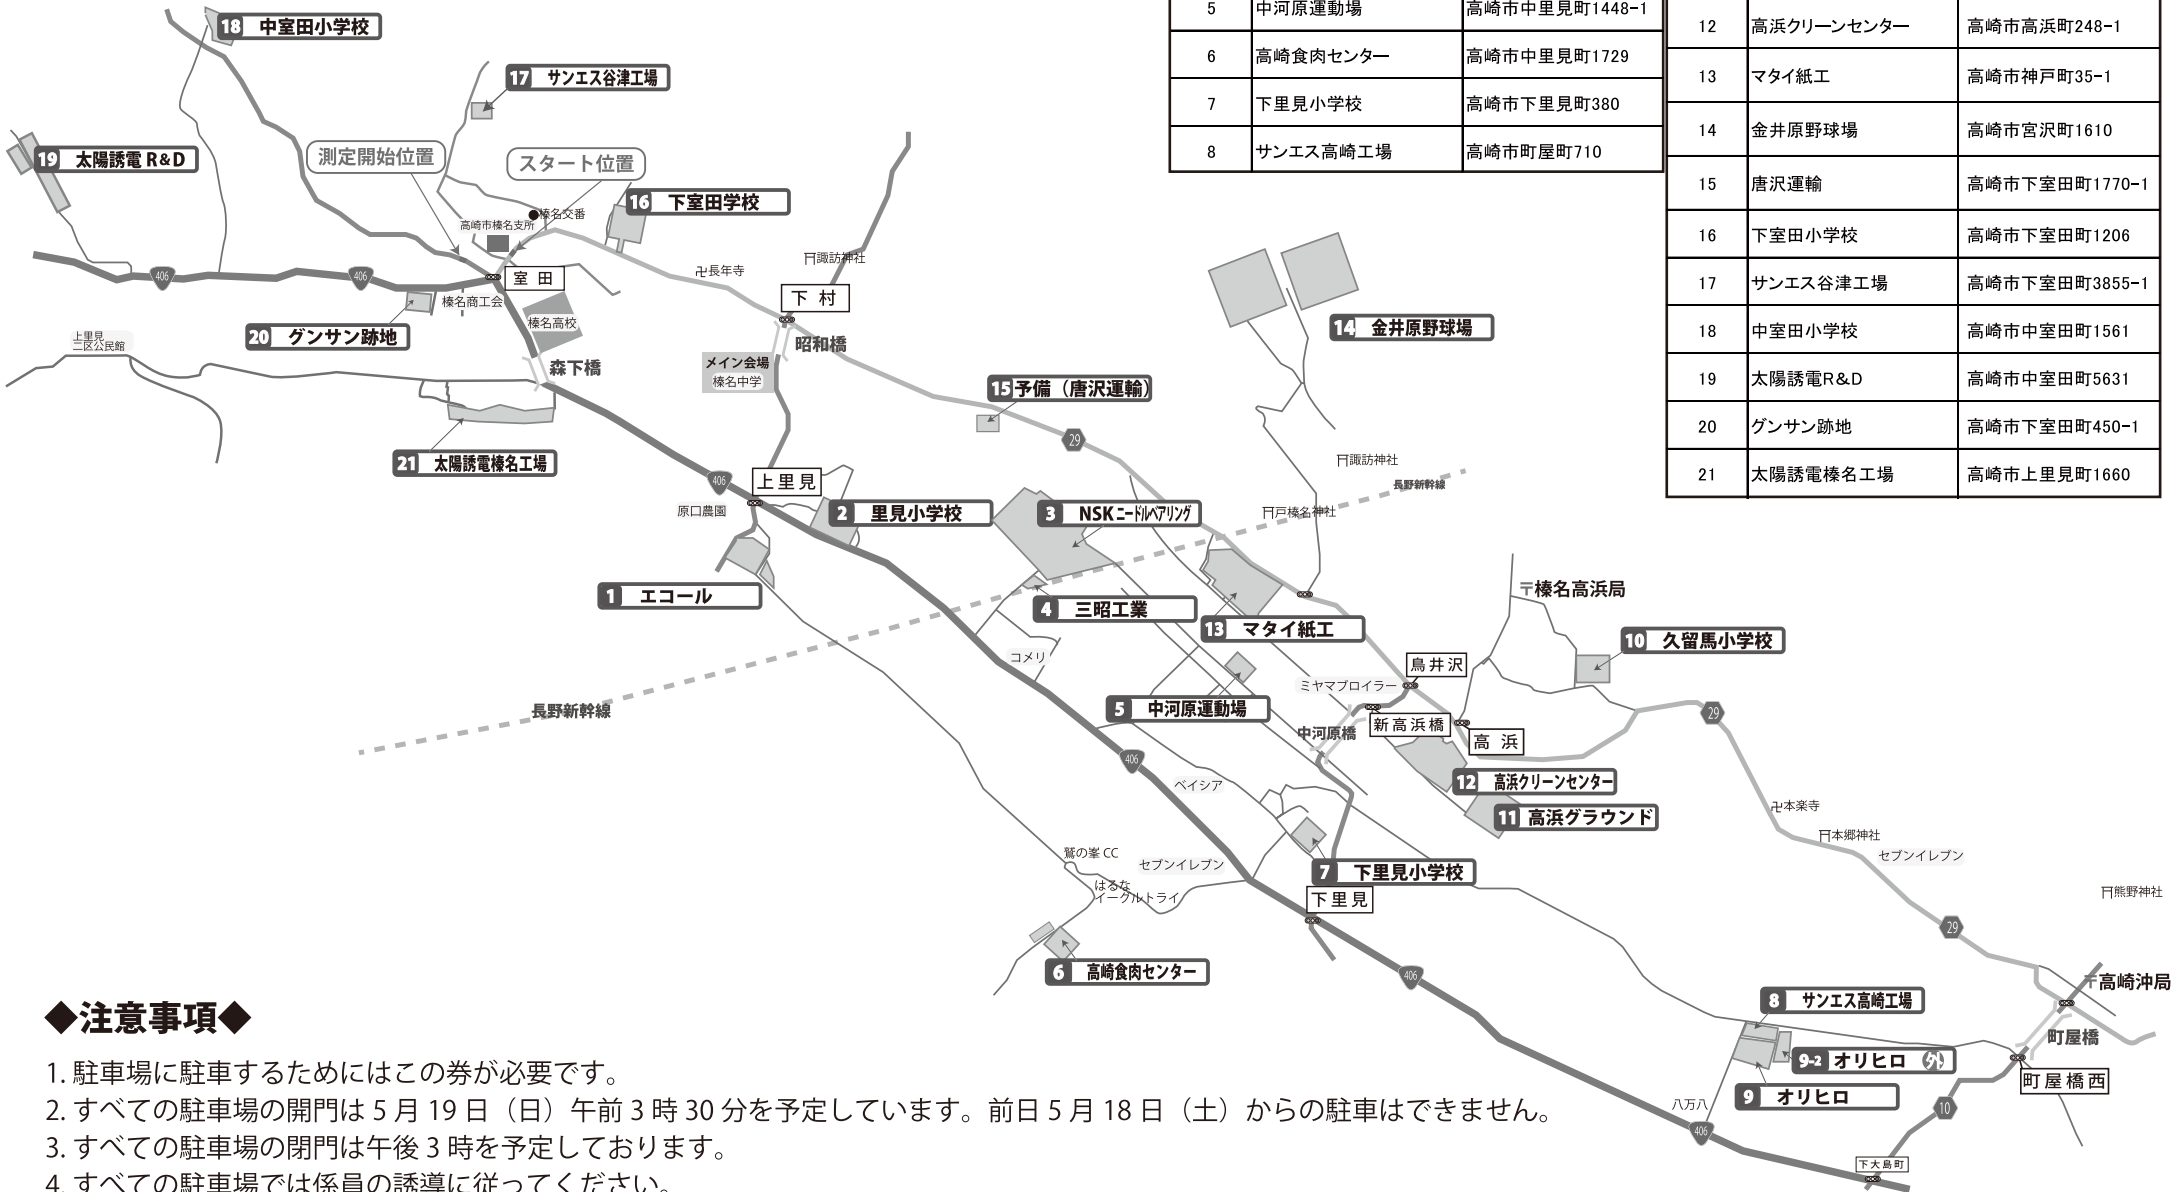 5 中河原運動場 高崎市中里見町1448-1
6 高崎食肉センター 高崎市中里見町1729
7 下里見小学校 高崎市下里見町380
8 サンエス高崎工場 高崎市町屋町710
12 高浜クリーンセンター 高崎市高浜町248-1
13 マタイ紙工 高崎市神戸町35-1
14 金井原野球場 高崎市宮沢町1610
15 唐沢運輸 高崎市下室田町1770-1
16 下室田小学校 高崎市下室田町1206
17 サンエス谷津工場 高崎市下室田町3855-1
18 中室田小学校 高崎市中室田町1561
19 太陽誘電R&D 高崎市中室田町5631
20 グンサン跡地 高崎市下室田町450-1
21 太陽誘電榛名工場 高崎市上里見町1660
18 中室田小学校
17 サンエス谷津工場
19 太陽誘電 R&D
測定開始位置
スタート位置
16 下室田学校
榛名交番
高崎市榛名支所
卍長年寺
諏訪神社
406
406
室田
榛名商工会
下村
榛名高校
20 グンサン跡地
14 金井原野球場
上里見
二区公民館
昭和橋
森下橋
メイン会場
榛名中学
15 予備（唐沢運輸）
29
21 太陽誘電榛名工場
諏訪神社
長野新幹線
406
上里見
原口農園
2 里見小学校
3 NSKニードルベアリング
戸榛名神社
1 エコール
4 三昭工業
13 マタイ紙工
〒榛名高浜局
10 久留馬小学校
コメリ
鳥井沢
ミヤマブロイラー
長野新幹線
5 中河原運動場
新高浜橋
中河原橋
高浜
29
406
ベイシア
12 高浜クリーンセンター
11 高浜グラウンド
卍本楽寺
本郷神社
セブンイレブン
鷲の峯 CC
セブンイレブン
7 下里見小学校
はるな
イーグルトライ
下里見
熊野神社
29
6 高崎食肉センター
406
〒高崎沖局
8 サンエス高崎工場
町屋橋
9-2 オリヒロ 外
町屋橋西
9 オリヒロ
八万八
10
406
下大島町
◆注意事項◆
1. 駐車場に駐車するためにはこの券が必要です。
2. すべての駐車場の開門は 5 月 19 日（日）午前 3 時 30 分を予定しています。前日 5 月 18 日（土）からの駐車はできません。
3. すべての駐車場の閉門は午後 3 時を予定しております。
4. すべての駐車場では係員の誘導に従ってください。